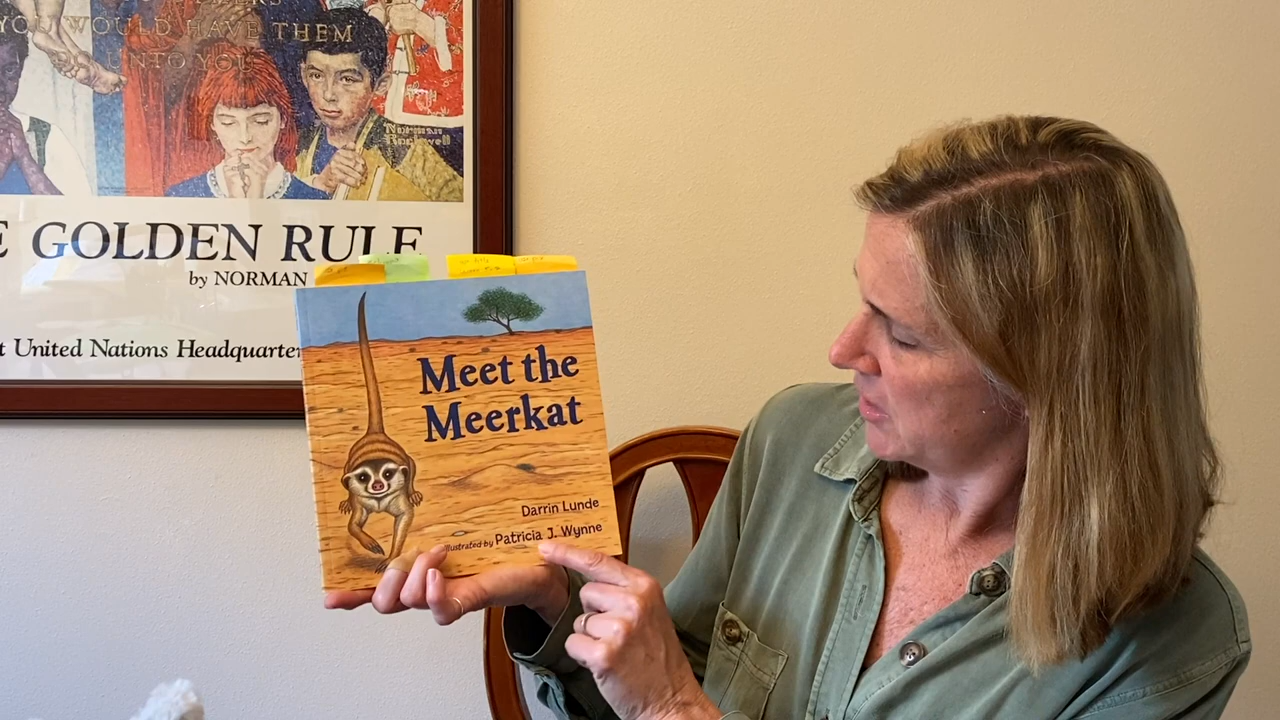 YOU WOULD HAVE THEM
UNTO YOU
Norman
Rockwell
E GOLDEN RULE
by NORMAN
t United Nations Headquarter
Meet the
Meerkat
Darrin Lunde
llustrated by Patricia J. Wynne